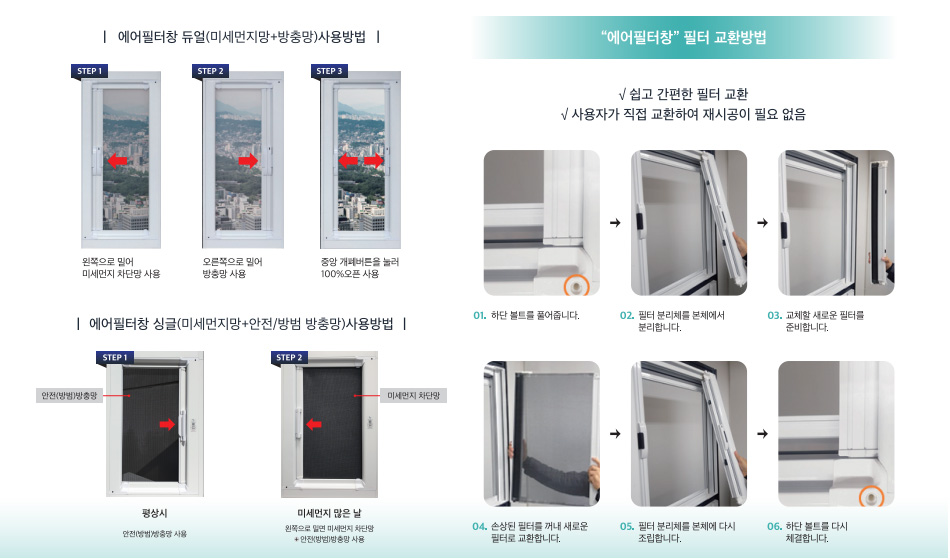 | 에어필터창 듀얼(미세먼지망+방충망)사용방법 |
STEP 1
STEP 2
STEP 3
왼쪽으로 밀어
미세먼지 차단망 사용
오른쪽으로 밀어
방충망 사용
중앙 개폐버튼을 눌러
100%오픈 사용
| 에어필터창 싱글(미세먼지망+안전/방범 방충망)사용방법 |
STEP 1
STEP 2
안전(방범)방충망
미세먼지 차단망
평상시
안전(방범)방충망 사용
미세먼지 많은 날
왼쪽으로 밀면 미세먼지 차단망
+ 안전(방범)방충망 사용
“에어필터창” 필터 교환방법
√ 쉽고 간편한 필터 교환
√ 사용자가 직접 교환하여 재시공이 필요 없음
01. 하단 볼트를 풀어줍니다.
02. 필터 분리체를 본체에서
분리합니다.
03. 교체할 새로운 필터를
준비합니다.
04. 손상된 필터를 꺼내 새로운
필터로 교환합니다.
05. 필터 분리체를 본체에 다시
조립합니다.
06. 하단 볼트를 다시
체결합니다.